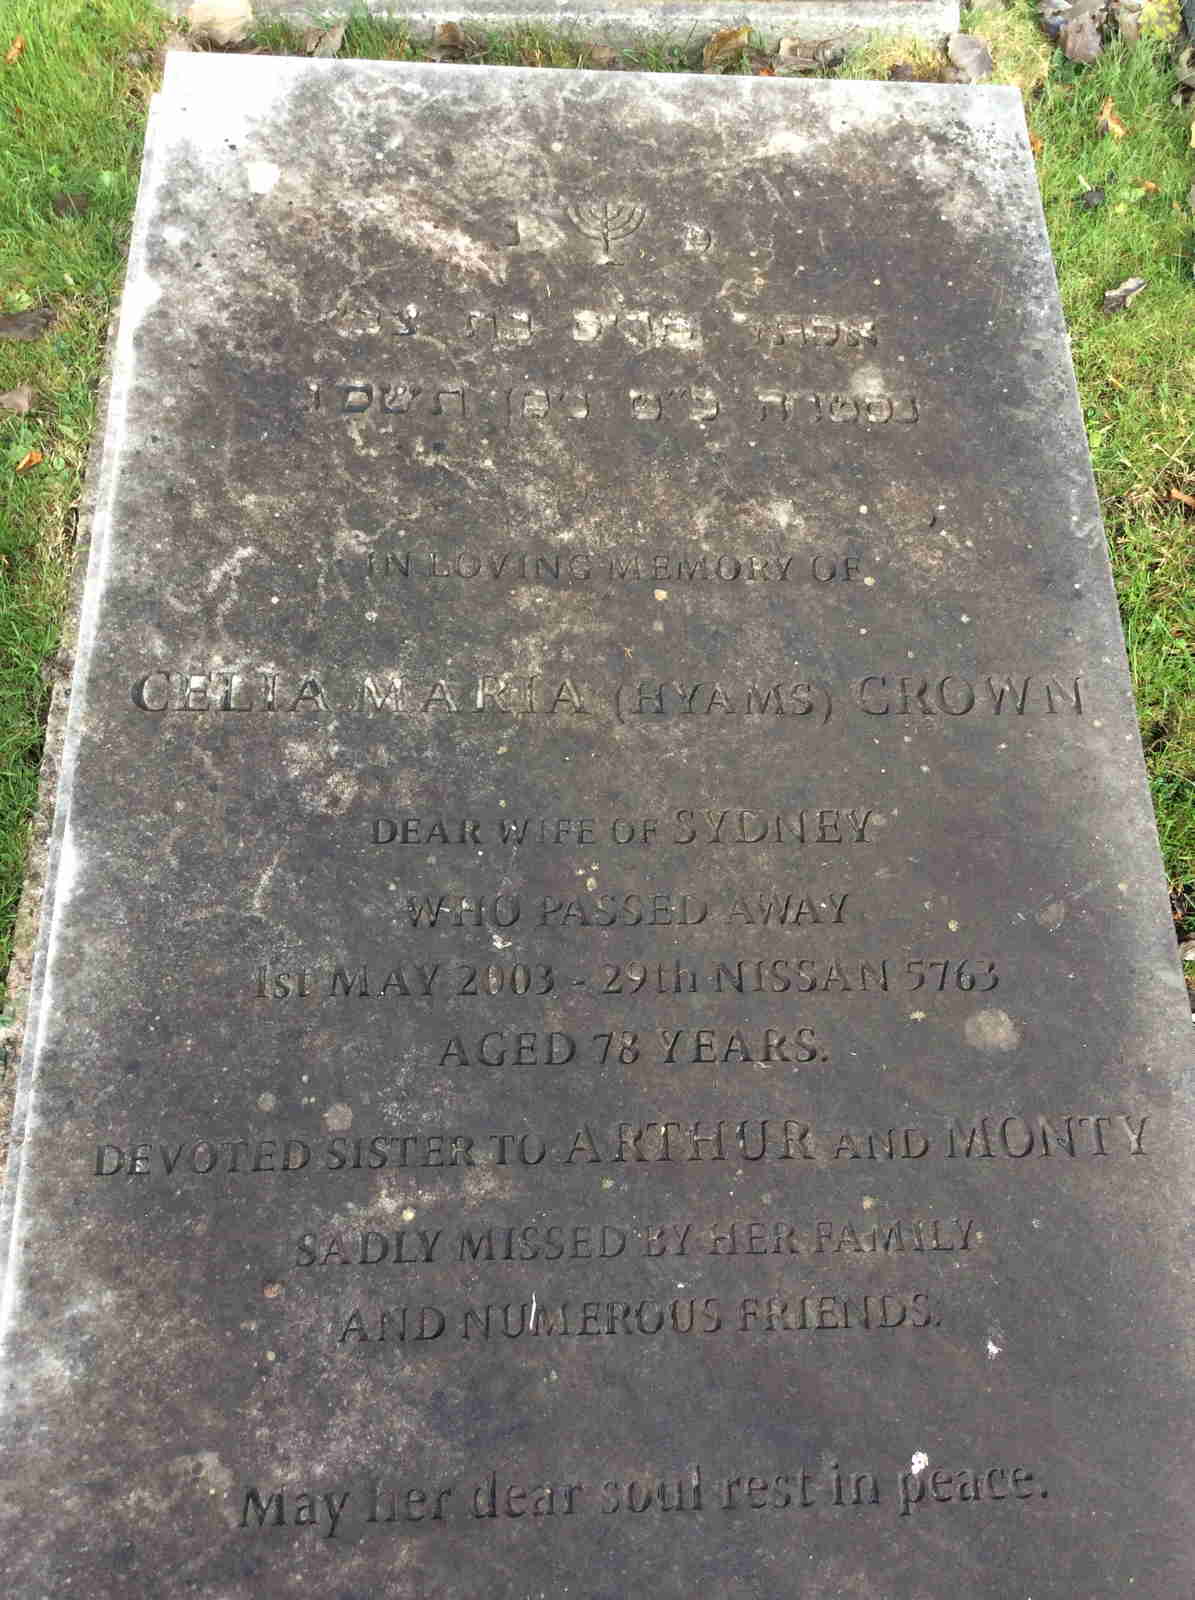 פ נ
אסתר מרים בת צבי
נפטרה כ״ט ניסן תשס״ג
IN LOVING MEMORY OF
CELIA MARIA (HYAMS) CROWN
DEAR WIFE OF SYDNEY
WHO PASSED AWAY
1st MAY 2003 - 29th NISSAN 5763
AGED 78 YEARS.
DEVOTED SISTER TO ARTHUR AND MONTY
SADLY MISSED BY HER FAMILY
AND NUMEROUS FRIENDS.
May her dear soul rest in peace.